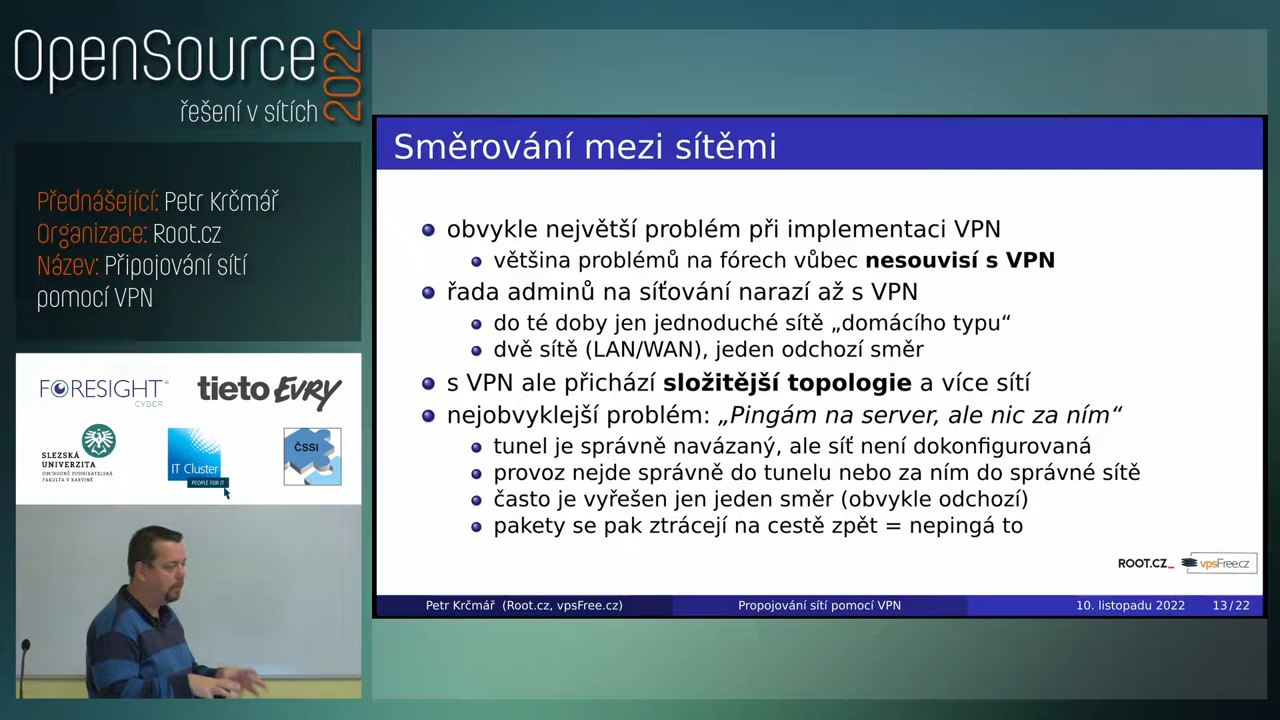 OpenSource
2022
řešení v sítích
Přednášející: Petr Krčmář
Organizace: Root.cz
Název: Připojování sítí
pomocí VPN
FORESIGHT
CYBER
tieto Evry
SLEZSKÁ
UNIVERZITA
OBCHODNĚ PODNIKATELSKÁ
FAKULTA V KARVINÉ
IT Cluster
PEOPLE FOR IT
ČSSI
Směrování mezi sítěmi
obvykle největší problém při implementaci VPN
většina problémů na fórech vůbec nesouvisí s VPN
řada adminů na síťování narazí až s VPN
do té doby jen jednoduché sítě „domácího typu“
dvě sítě (LAN/WAN), jeden odchozí směr
s VPN ale přichází složitější topologie a více sítí
nejobvyklejší problém: „Pingám na server, ale nic za ním“
tunel je správně navázaný, ale síť není dokonfigurovaná
provoz nejde správně do tunelu nebo za ním do správné sítě
často je vyřešen jen jeden směr (obvykle odchozí)
pakety se pak ztrácejí na cestě zpět = nepingá to
ROOT.CZ_ vpsFree.cz
Petr Krčmář (Root.cz, vpsFree.cz) Propojování sítí pomocí VPN 10. listopadu 2022 13/22